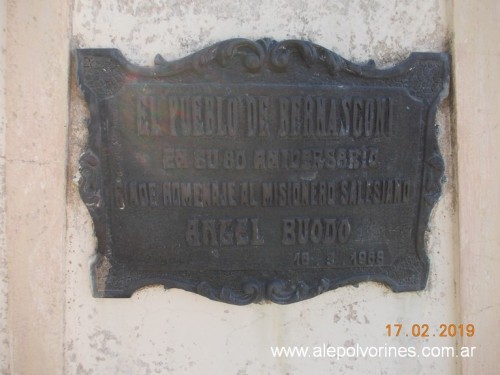 EL PUEBLO DE BERNASCONI
EN SU 80 ANIVERSARIO
RINDE HOMENAJE AL MISIONERO SALESIANO
ANGEL BUODO
1968
17.02.2019
www.alepolvorines.com.ar